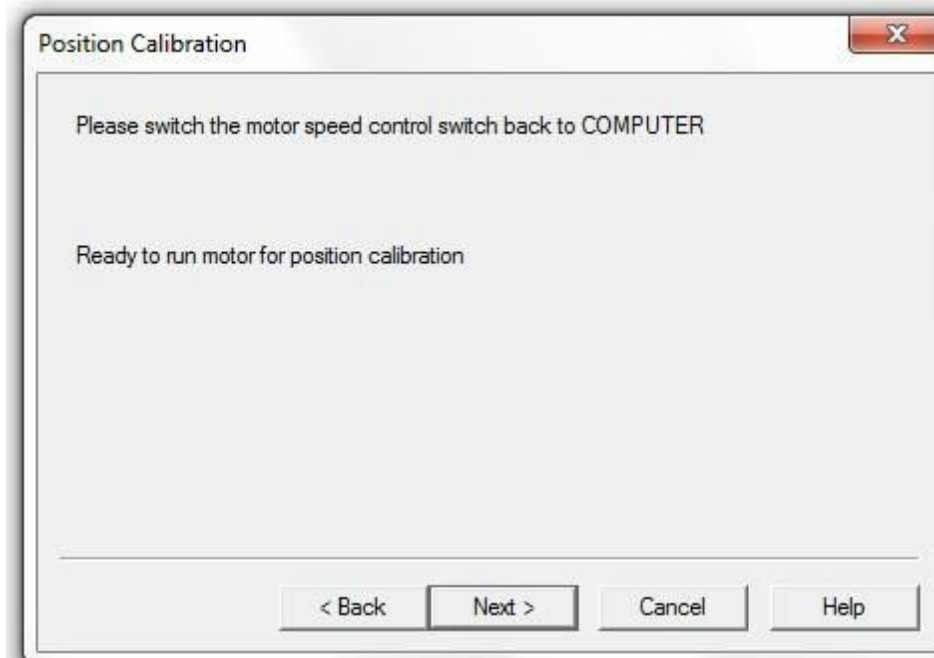 Position Calibration
Please switch the motor speed control switch back to COMPUTER
Ready to run motor for position calibration
< Back Next > Cancel Help